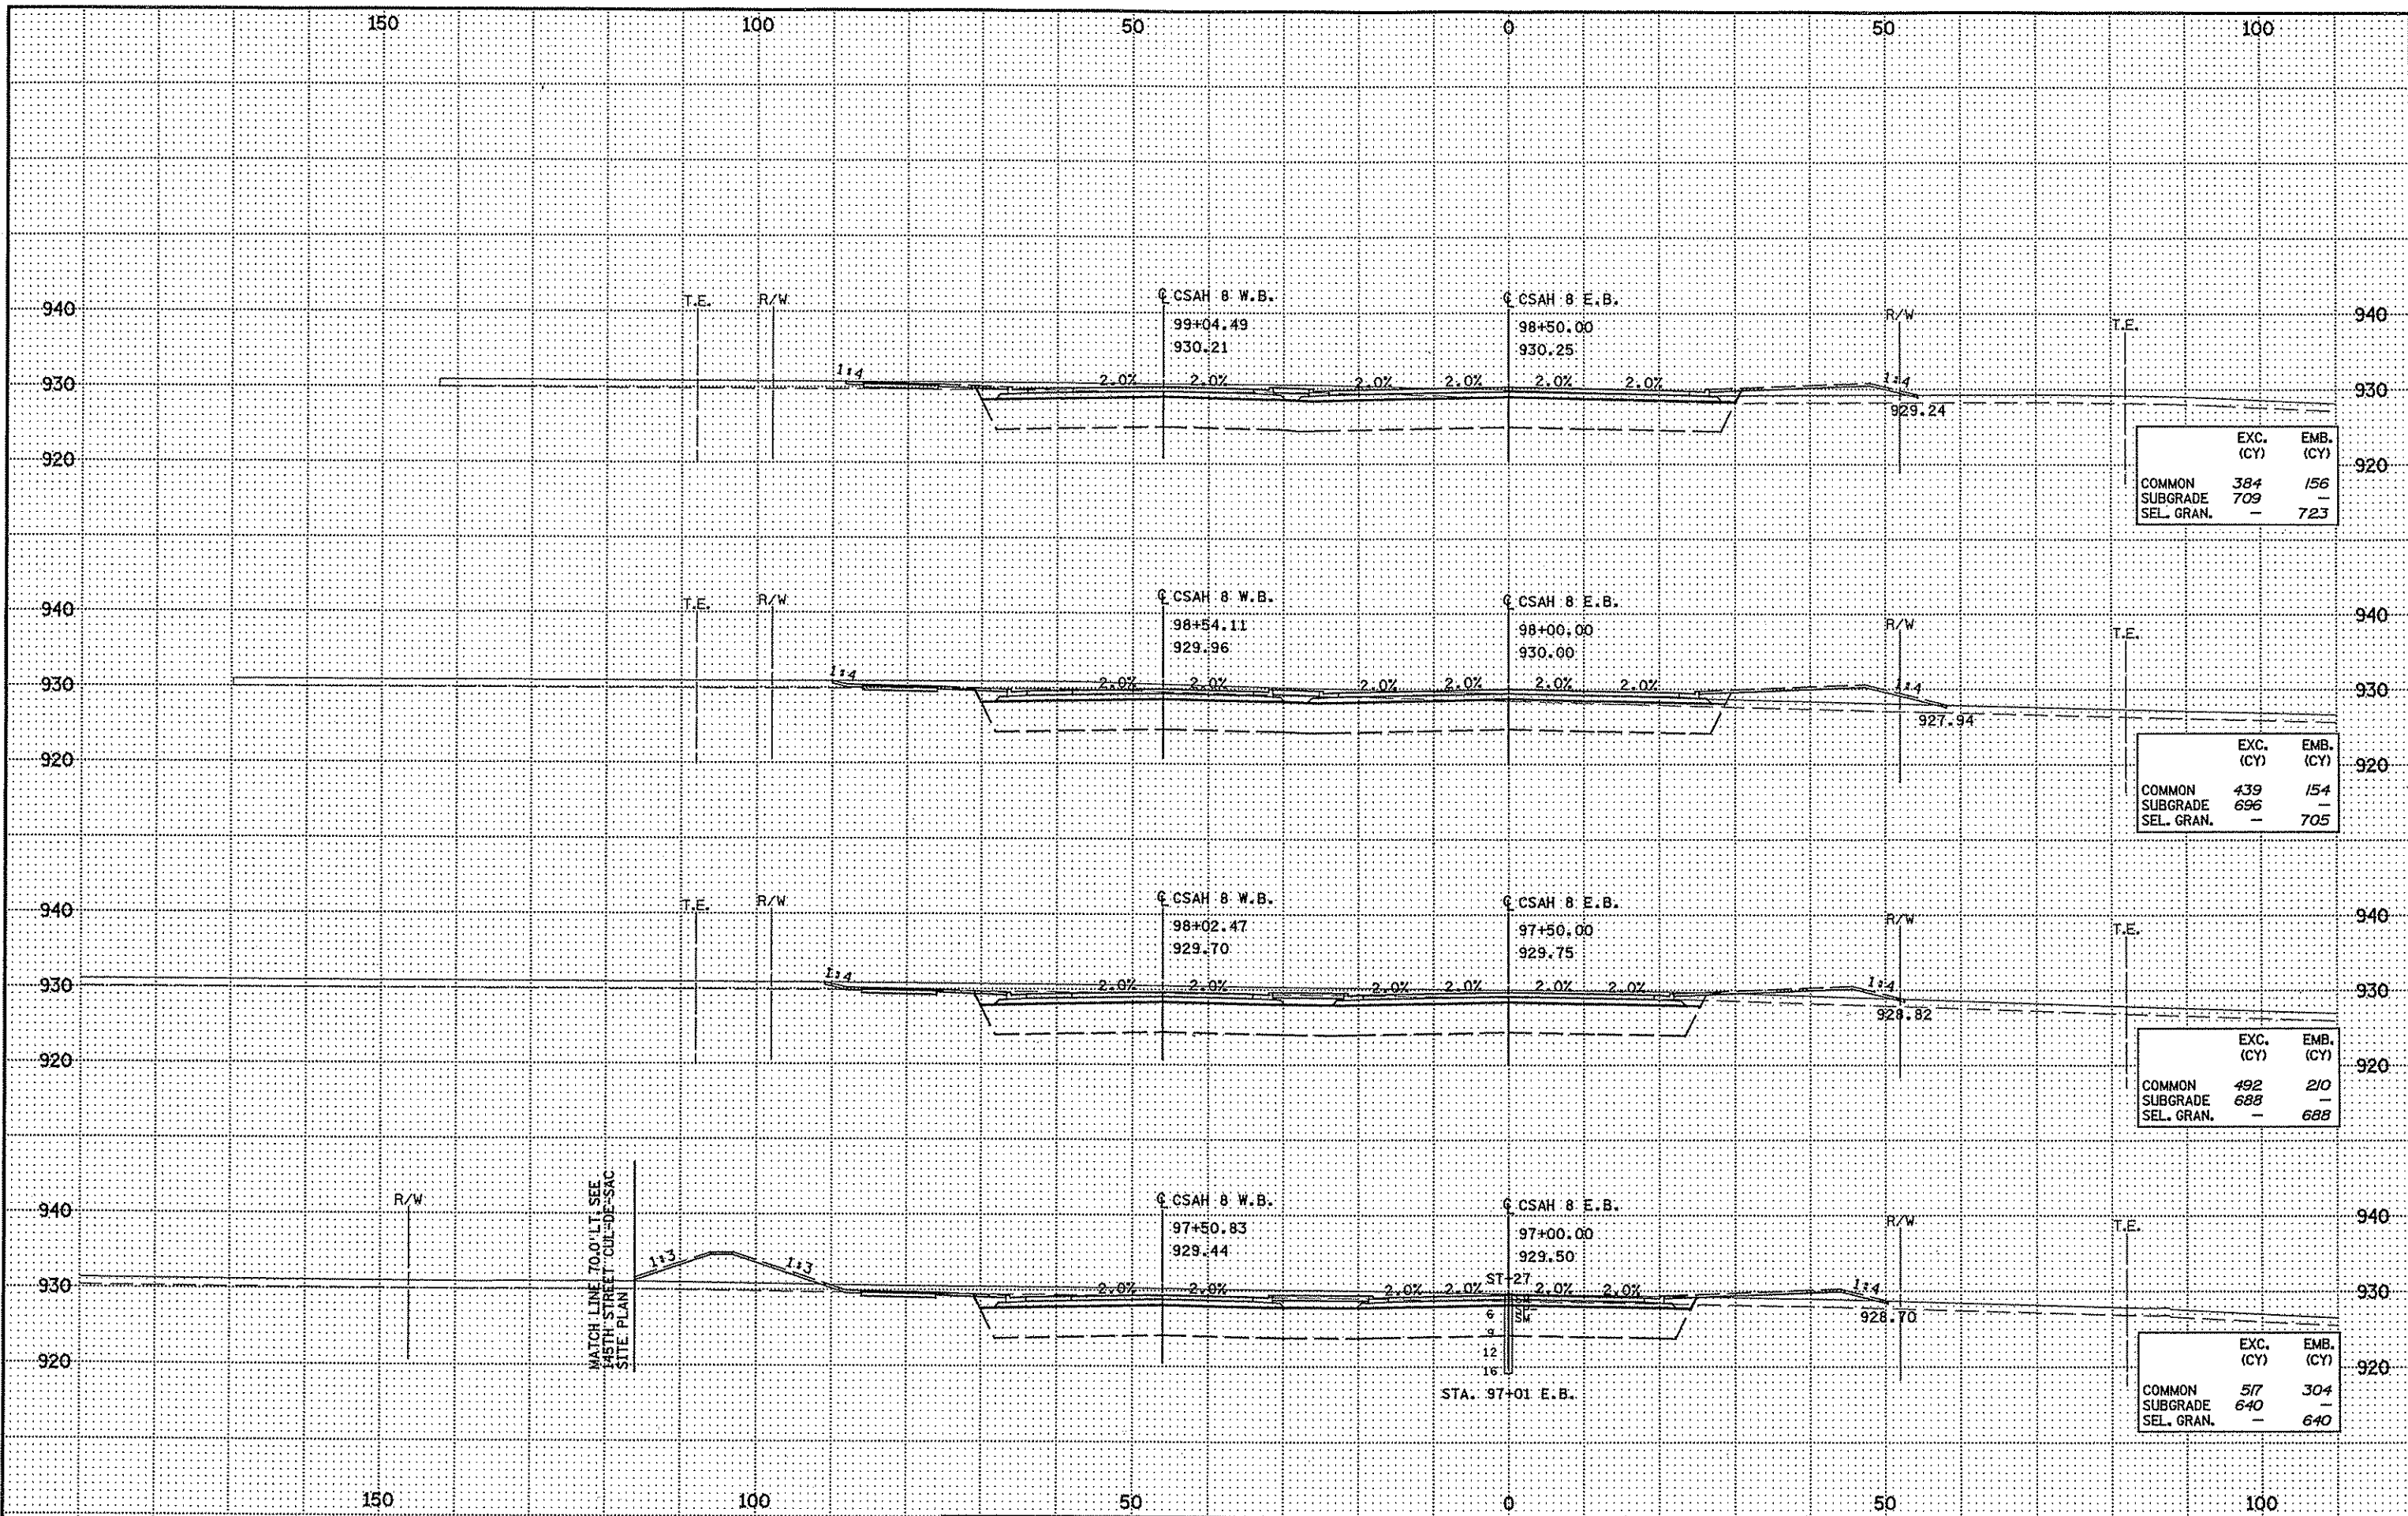 150 100 50 0 50 100
T.E. R/W ℄ CSAH 8 W.B. ℄ CSAH 8 E.B. R/W T.E.
940 940
99+04.49 98+50.00
930.21 930.25
930 1:4 2.0% 2.0% 2.0% 2.0% 2.0% 2.0% 1:4 930
929.24
920 920
EXC. EMB.
(CY) (CY)
COMMON 384 156
SUBGRADE 709 —
SEL. GRAN. — 723
T.E. R/W ℄ CSAH 8 W.B. ℄ CSAH 8 E.B. R/W T.E.
940 940
98+54.11 98+00.00
929.96 930.00
930 1:4 2.0% 2.0% 2.0% 2.0% 2.0% 2.0% 1:4 930
927.94
920 920
EXC. EMB.
(CY) (CY)
COMMON 439 154
SUBGRADE 696 —
SEL. GRAN. — 705
T.E. R/W ℄ CSAH 8 W.B. ℄ CSAH 8 E.B. R/W T.E.
940 940
98+02.47 97+50.00
929.70 929.75
930 1:4 2.0% 2.0% 2.0% 2.0% 2.0% 2.0% 1:4 930
928.82
920 920
EXC. EMB.
(CY) (CY)
COMMON 492 210
SUBGRADE 688 —
SEL. GRAN. — 688
R/W ℄ CSAH 8 W.B. ℄ CSAH 8 E.B. R/W T.E.
MATCH LINE 70.0' LT. SEE
145TH STREET CUL-DE-SAC
SITE PLAN
940 940
97+50.83 97+00.00
929.44 929.50
ST-27
930 1:3 1:3 2.0% 2.0% 2.0% 2.0% 2.0% 2.0% 1:4 930
6 SM
928.70
9
12
16
920 920
STA. 97+01 E.B.
EXC. EMB.
(CY) (CY)
COMMON 517 304
SUBGRADE 640 —
SEL. GRAN. — 640
150 100 50 0 50 100